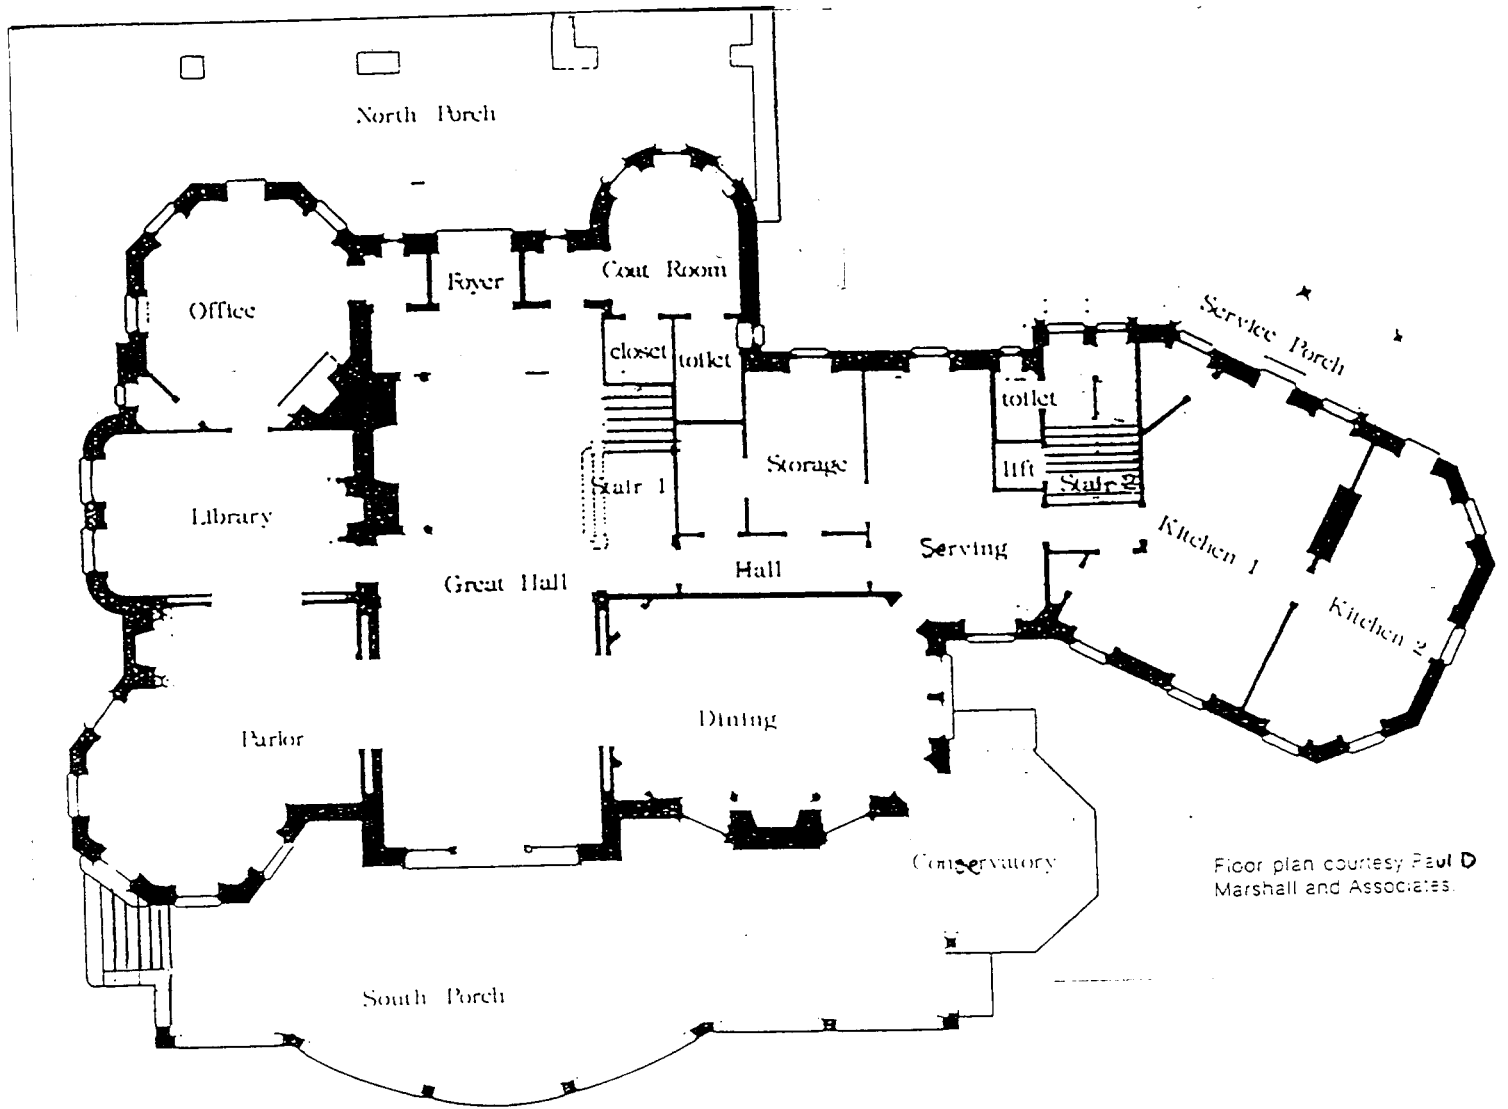 North Porch
Service Porch
Coat Room
Foyer
Office
closet
toilet
toilet
Storage
lift
Stair 2
Stair 1
Library
Kitchen 1
Serving
Hall
Great Hall
Kitchen 2
Dining
Parlor
Conservatory
Floor plan courtesy Paul D
Marshall and Associates.
South Porch